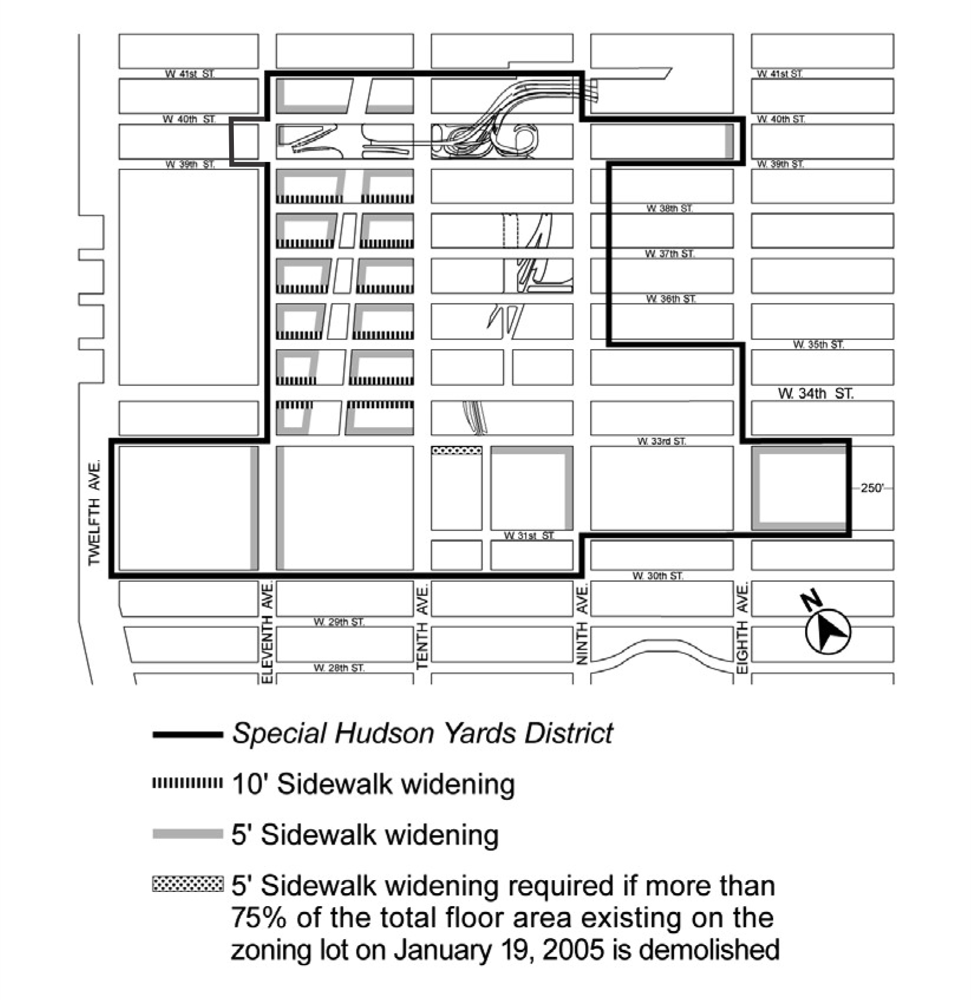 W. 41st ST.
W. 41st ST.
W. 40th ST.
W. 40th ST.
W. 39th ST.
W. 39th ST.
W. 38th ST.
W. 37th ST.
W. 36th ST.
W. 35th ST.
W. 34th ST.
W. 33rd ST.
TWELFTH AVE.
250'
W. 31st ST.
W. 30th ST.
ELEVENTH AVE.
TENTH AVE.
NINTH AVE.
EIGHTH AVE.
N
W. 29th ST.
W. 28th ST.
Special Hudson Yards District
10' Sidewalk widening
5' Sidewalk widening
5' Sidewalk widening required if more than
75% of the total floor area existing on the
zoning lot on January 19, 2005 is demolished